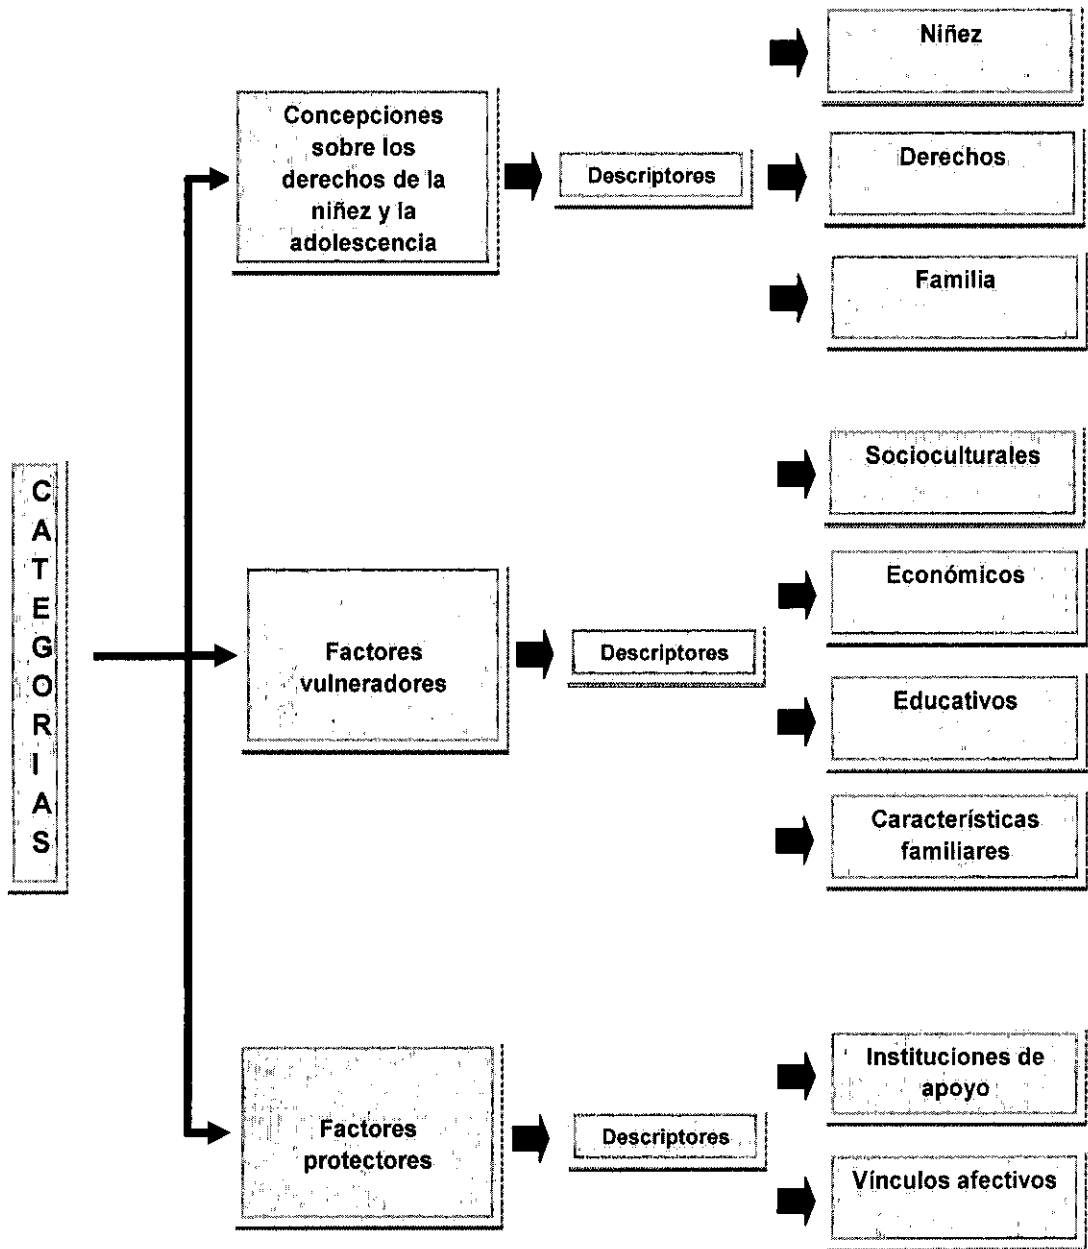 CATEGORIAS
Concepciones
sobre los
derechos de la
niñez y la
adolescencia
Descriptores
Niñez
Derechos
Familia
Factores
vulneradores
Descriptores
Socioculturales
Económicos
Educativos
Características
familiares
Factores
protectores
Descriptores
Instituciones de
apoyo
Vínculos afectivos